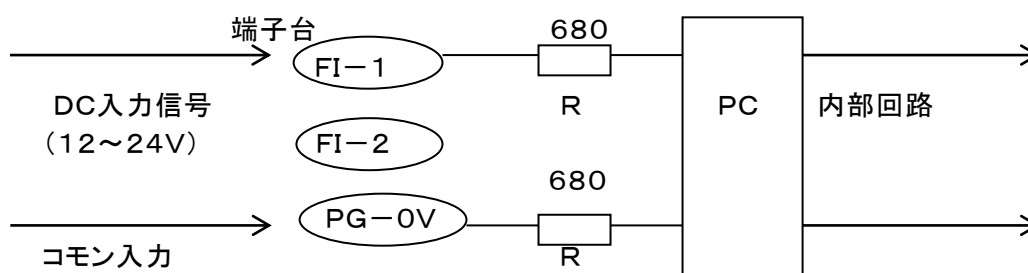 端子台
680
FI－1
R
DC入力信号
（12～24V）
PC
内部回路
FI－2
680
PG－0V
R
コモン入力